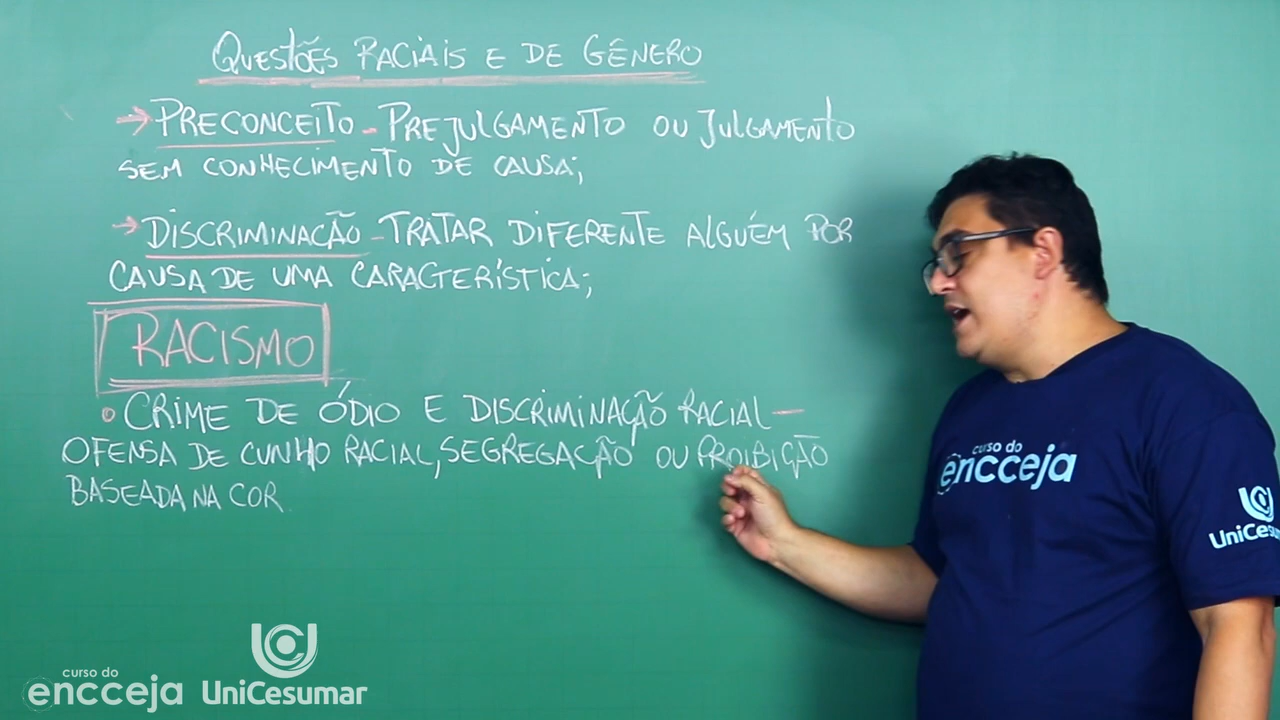 QUESTÕES RACIAIS E DE GÊNERO
→ PRECONCEITO - PREJULGAMENTO OU JULGAMENTO
SEM CONHECIMENTO DE CAUSA;
→ DISCRIMINAÇÃO - TRATAR DIFERENTE ALGUÉM POR
CAUSA DE UMA CARACTERÍSTICA;
RACISMO
• CRIME DE ÓDIO E DISCRIMINAÇÃO RACIAL -
OFENSA DE CUNHO RACIAL, SEGREGAÇÃO OU PROIBIÇÃO
BASEADA NA COR
curso do
encceja
UniCesumar
curso do
encceja UniCesumar